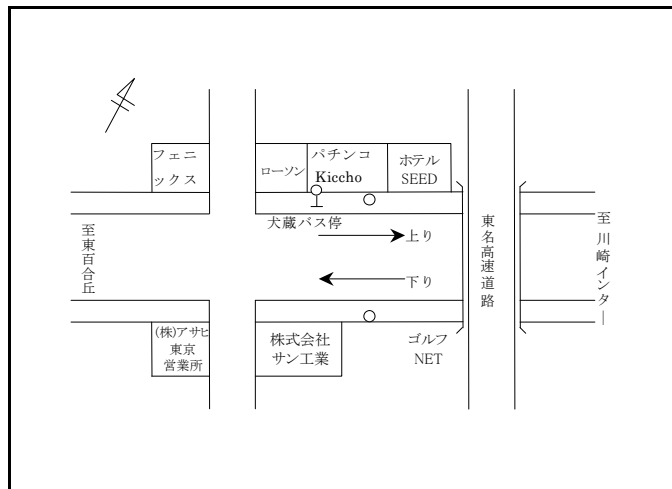 フェニ
ックス
ローソン
パチンコ
Kiccho
ホテル
SEED
犬蔵バス停
上り
下り
至東百合丘
東名高速道路
至川崎インター
(株)アサヒ
東京
営業所
株式会社
サン工業
ゴルフ
NET